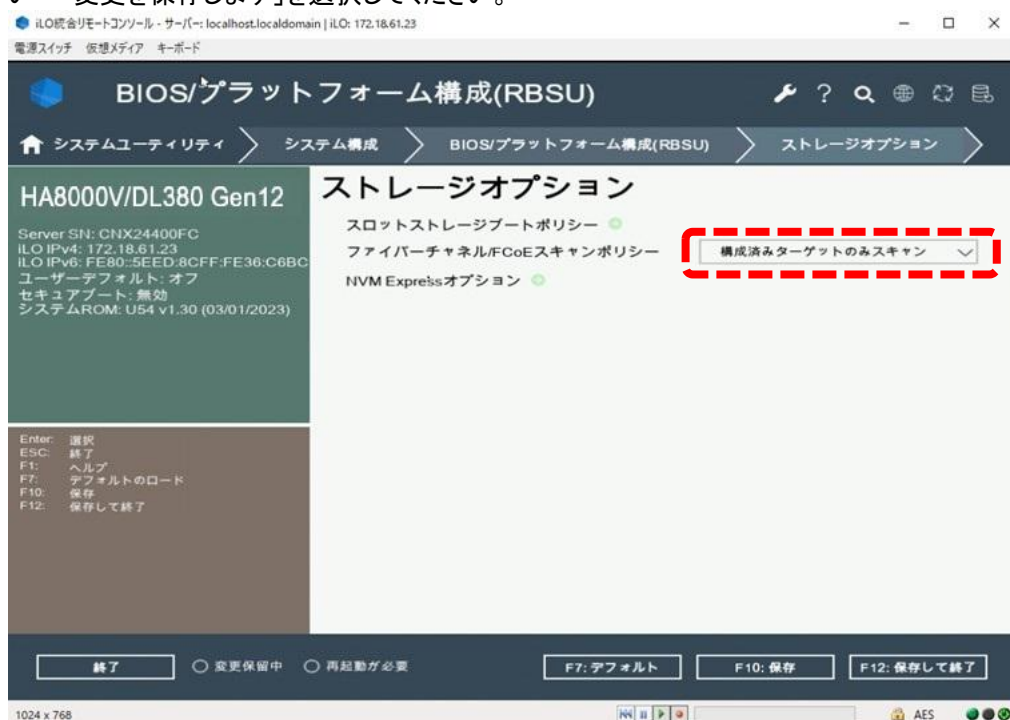 変更を保存します」を選択してください。
iLO統合リモートコンソール - サーバー: localhost.localdomain | iLO: 172.18.61.23
電源スイッチ 仮想メディア キーボード
BIOS/プラットフォーム構成(RBSU)
システムユーティリティ システム構成 BIOS/プラットフォーム構成(RBSU) ストレージオプション
HA8000V/DL380 Gen12
Server SN: CNX24400FC
iLO IPv4: 172.18.61.23
iLO IPv6: FE80::5EED:8CFF:FE36:C6BC
ユーザーデフォルト: オフ
セキュアブート: 無効
システムROM: U54 v1.30 (03/01/2023)
Enter: 選択
ESC: 終了
F1: ヘルプ
F7: デフォルトのロード
F10: 保存
F12: 保存して終了
ストレージオプション
スロットストレージブートポリシー
ファイバーチャネル/FCoEスキャンポリシー 構成済みターゲットのみスキャン
NVM Expressオプション
終了 変更保留中 再起動が必要 F7: デフォルト F10: 保存 F12: 保存して終了
1024 x 768 AES